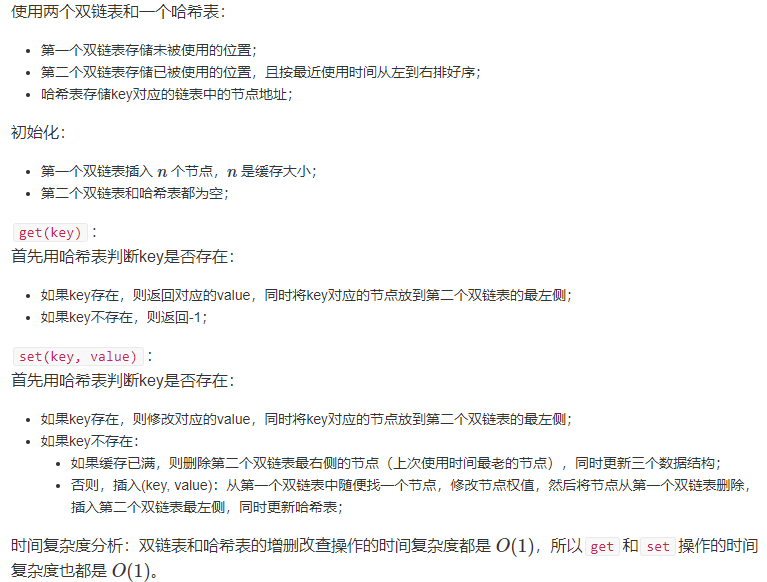 使用两个双链表和一个哈希表：
第一个双链表存储未被使用的位置；
第二个双链表存储已被使用的位置，且按最近使用时间从左到右排好序；
哈希表存储key对应的链表中的节点地址；
初始化：
第一个双链表插入 n 个节点，n 是缓存大小；
第二个双链表和哈希表都为空；
get(key)：
首先用哈希表判断key是否存在：
如果key存在，则返回对应的value，同时将key对应的节点放到第二个双链表的最左侧；
如果key不存在，则返回-1；
set(key, value)：
首先用哈希表判断key是否存在：
如果key存在，则修改对应的value，同时将key对应的节点放到第二个双链表的最左侧；
如果key不存在：
如果缓存已满，则删除第二个双链表最右侧的节点（上次使用时间最老的节点），同时更新三个数据结构；
否则，插入(key, value)：从第一个双链表中随便找一个节点，修改节点权值，然后将节点从第一个双链表删除，
插入第二个双链表最左侧，同时更新哈希表；
时间复杂度分析：双链表和哈希表的增删改查操作的时间复杂度都是 O(1)，所以 get 和 set 操作的时间
复杂度也都是 O(1)。